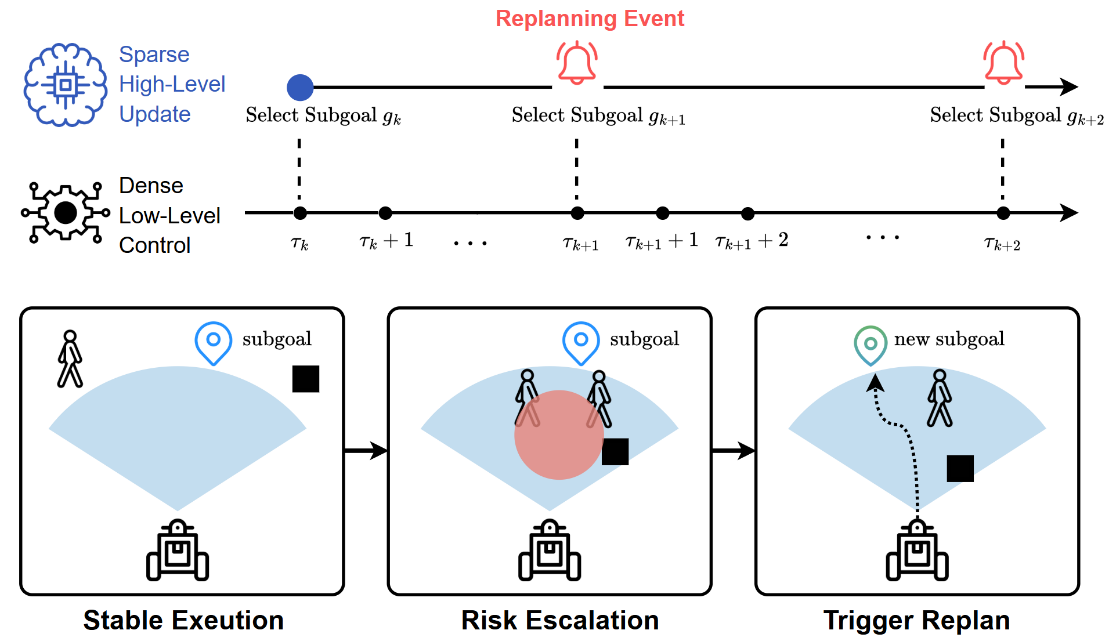 Replanning Event
Sparse
High-Level
Update
Select Subgoal g_k
Select Subgoal g_{k+1}
Select Subgoal g_{k+2}
Dense
Low-Level
Control
τ_k
τ_k + 1
...
τ_{k+1}
τ_{k+1} + 1
τ_{k+1} + 2
...
τ_{k+2}
subgoal
subgoal
new subgoal
Stable Exeution
Risk Escalation
Trigger Replan